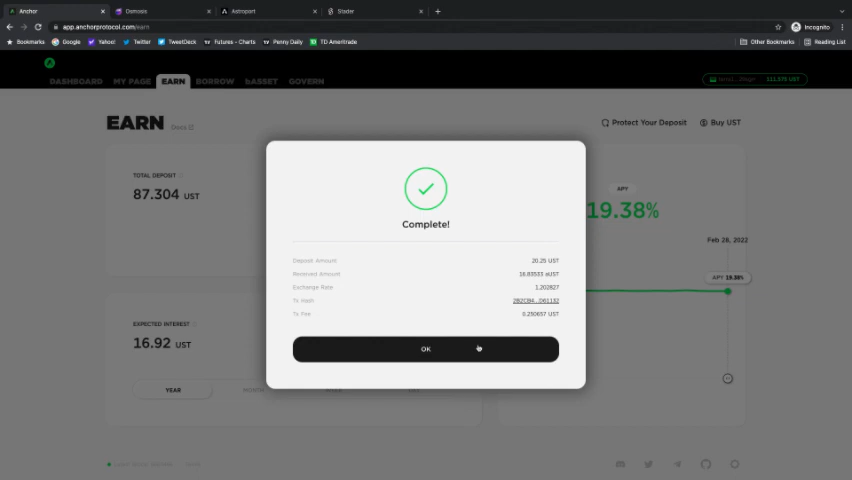 Anchor
Osmosis
Astroport
Stader
app.anchorprotocol.com/earn
Incognito
Bookmarks
Google
Yahoo!
Twitter
TweetDeck
Futures – Charts
Penny Daily
TD Ameritrade
Other Bookmarks
Reading List
DASHBOARD
MY PAGE
EARN
BORROW
bASSET
GOVERN
112.570 UST
EARN
Docs
Protect Your Deposit
Buy UST
TOTAL DEPOSIT
87.304 UST
APY
19.38%
Feb 28, 2022
APY 19.38%
Complete!
Deposit Amount
20.25 UST
Received Amount
16.83533 aUST
Exchange Rate
1.202827
Tx Hash
Tx Fee
0.250657 UST
OK
EXPECTED INTEREST
16.92 UST
YEAR
MONTH